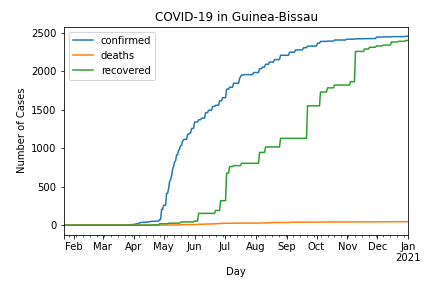 COVID-19 in Guinea-Bissau
confirmed
deaths
recovered
Number of Cases
2500
2000
1500
1000
500
0
Feb Mar Apr May Jun Jul Aug Sep Oct Nov Dec Jan
2021
Day